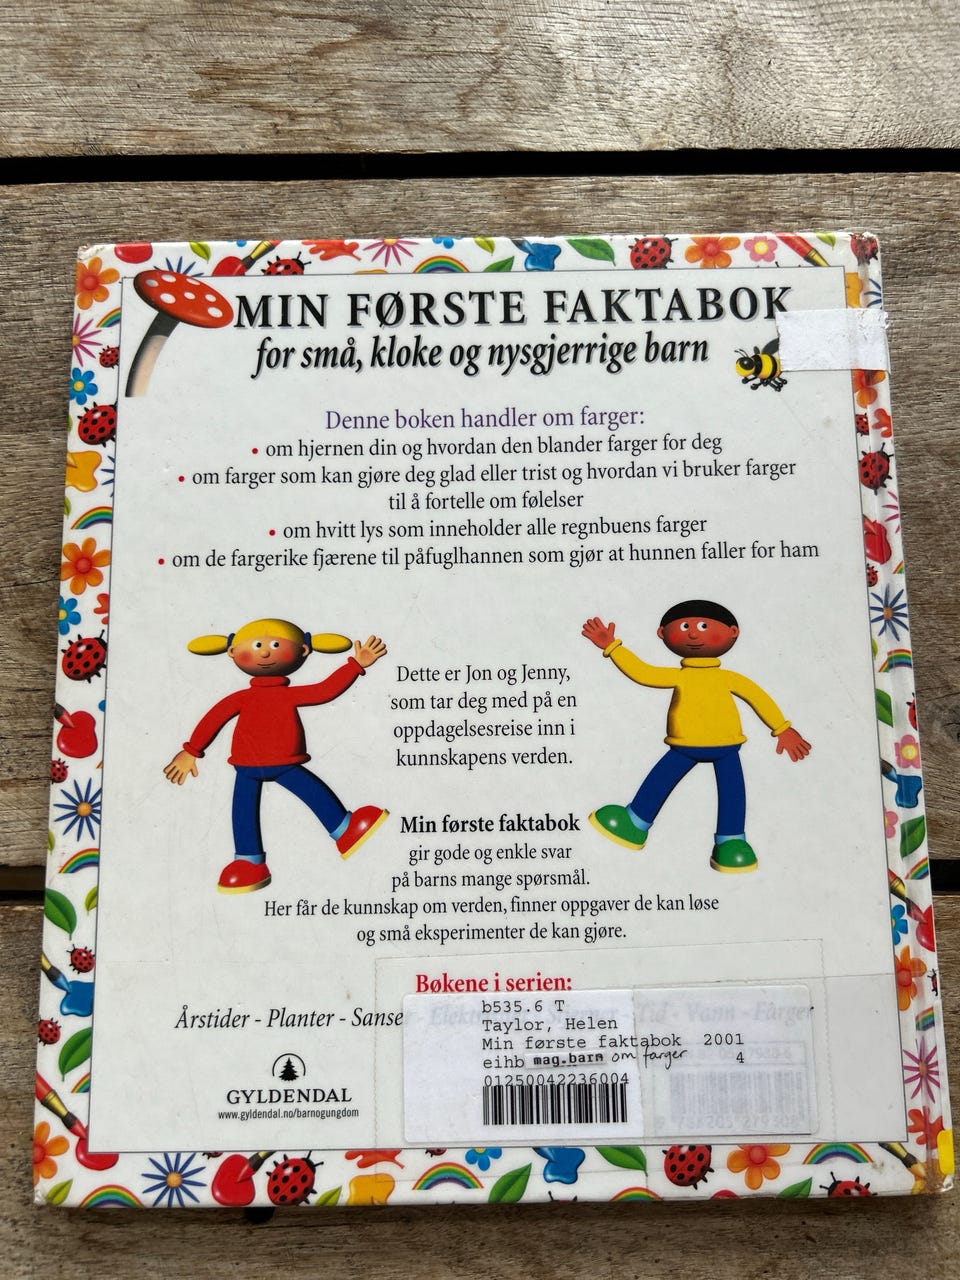 MIN FØRSTE FAKTABOK
for små, kloke og nysgjerrige barn
Denne boken handler om farger:
• om hjernen din og hvordan den blander farger for deg
• om farger som kan gjøre deg glad eller trist og hvordan vi bruker farger
til å fortelle om følelser
• om hvitt lys som inneholder alle regnbuens farger
• om de fargerike fjærene til påfuglhannen som gjør at hunnen faller for ham
Dette er Jon og Jenny,
som tar deg med på en
oppdagelsesreise inn i
kunnskapens verden.
Min første faktabok
gir gode og enkle svar
på barns mange spørsmål.
Her får de kunnskap om verden, finner oppgaver de kan løse
og små eksperimenter de kan gjøre.
Bøkene i serien:
Årstider - Planter - Sanser - Elektrisitet - Stjerner - Tid - Vann - Farger
b535.6 T
Taylor, Helen
Min første faktabok 2001
eihb mag.barn om farger 4
01250042236004
GYLDENDAL
www.gyldendal.no/barnogungdom